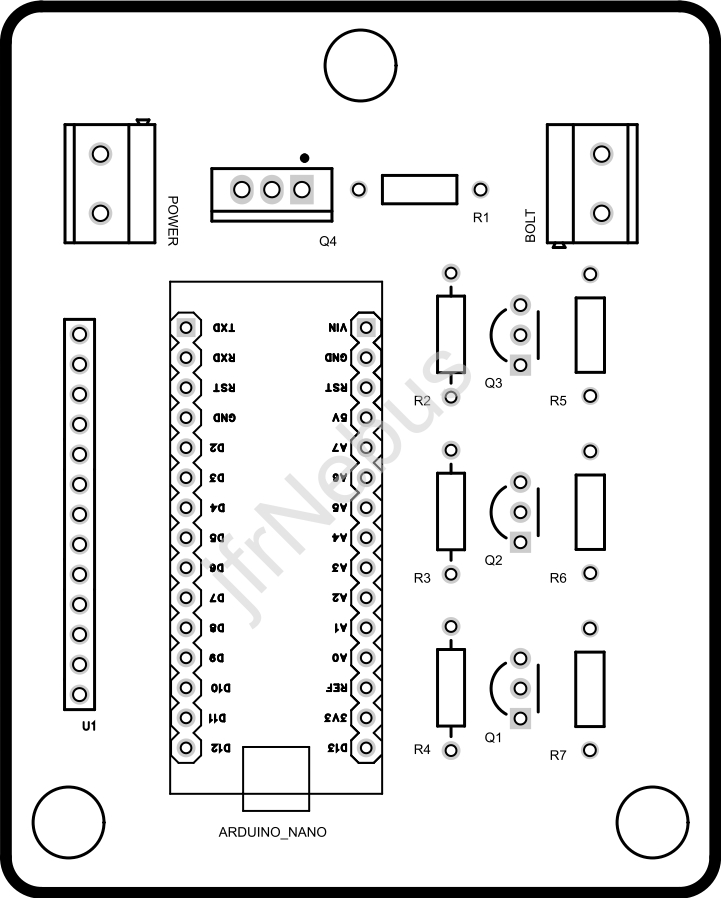 POWER
Q4
R1
BOLT
TXD
RXD
RST
GND
D2
D3
D4
D5
D6
D7
D8
D9
D10
D11
D12
VIN
GND
RST
5V
A7
A6
A5
A4
A3
A2
A1
A0
REF
3V3
D13
R2
Q3
R5
R3
Q2
R6
R4
Q1
R7
U1
ARDUINO_NANO
jfrNebus